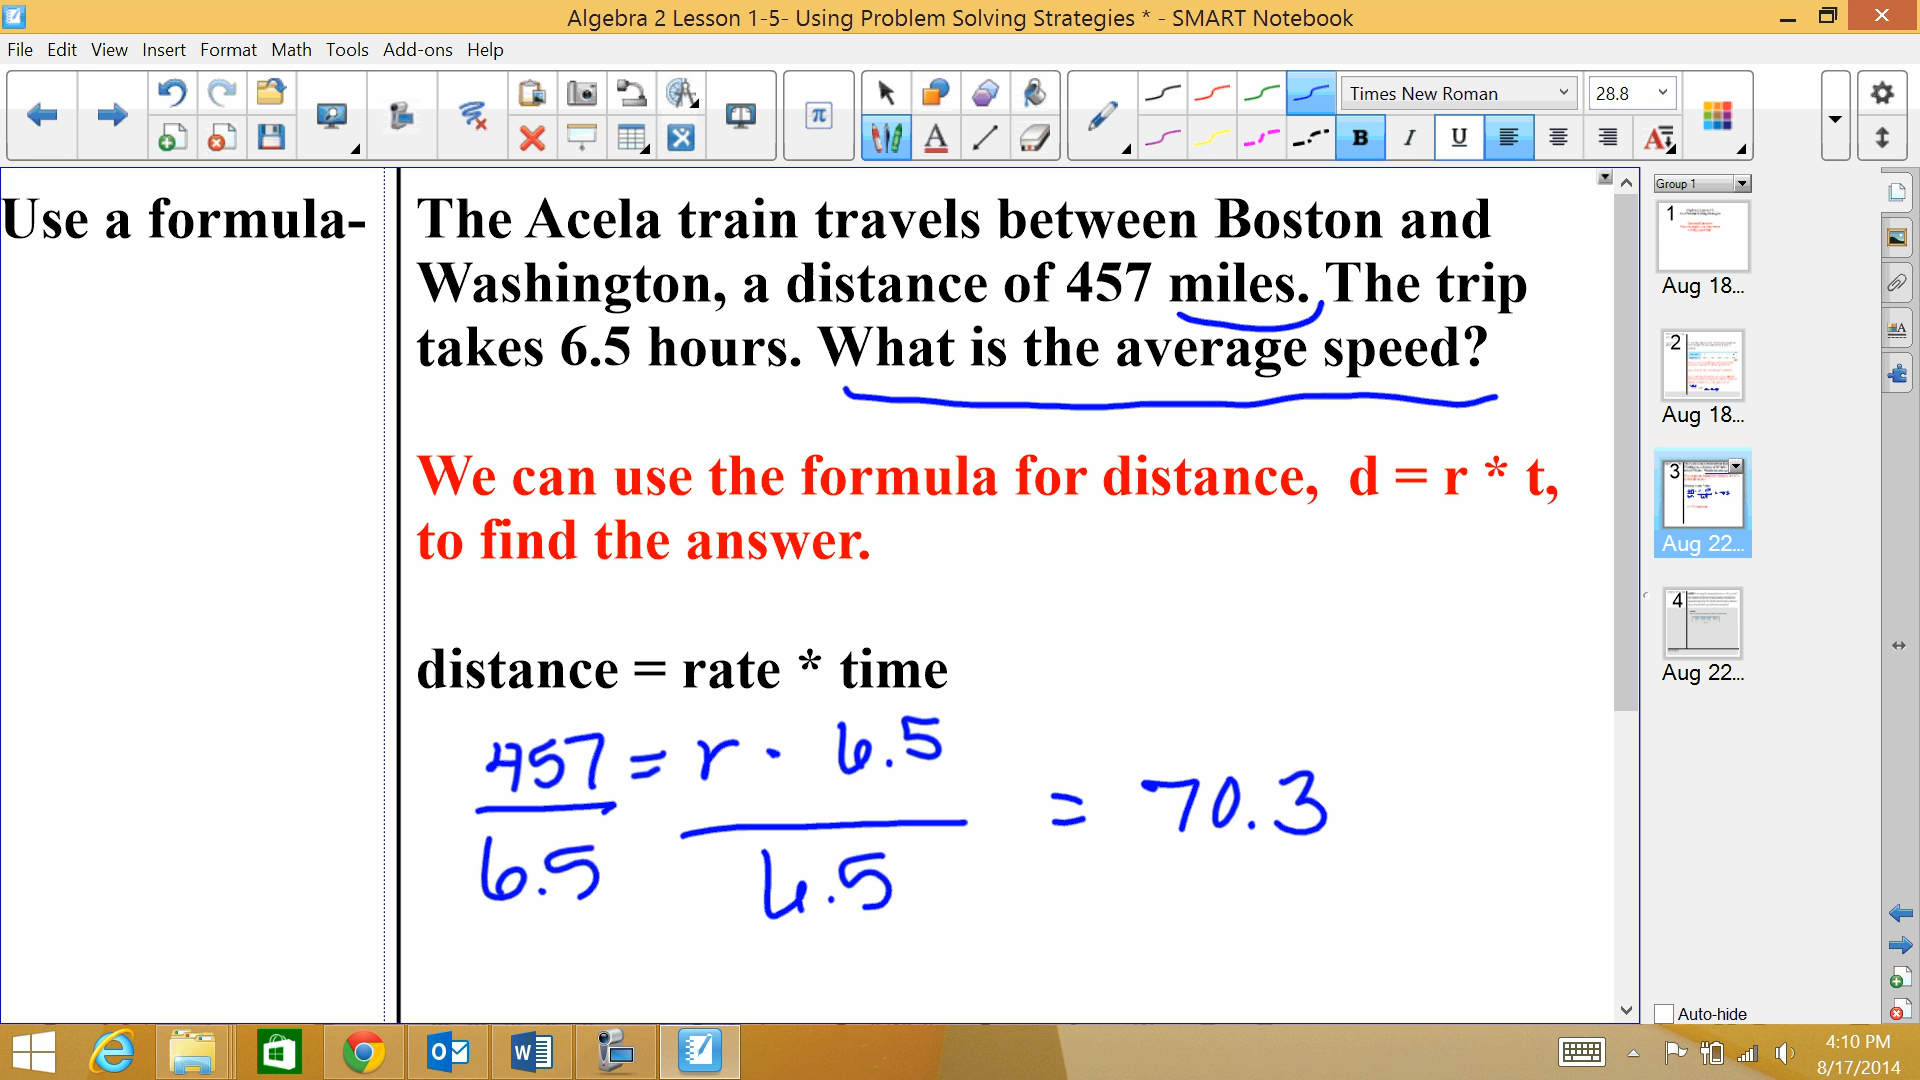 Algebra 2 Lesson 1-5- Using Problem Solving Strategies * - SMART Notebook
File Edit View Insert Format Math Tools Add-ons Help
Times New Roman 28.8
π
A B I U A
Group 1
Use a formula-
The Acela train travels between Boston and
Washington, a distance of 457 miles. The trip
takes 6.5 hours. What is the average speed?
We can use the formula for distance, d = r * t,
to find the answer.
distance = rate * time
457 = r · 6.5
6.5 6.5
= 70.3
1
Aug 18...
2
Aug 18...
3
Aug 22...
4
Aug 22...
Auto-hide
4:10 PM
8/17/2014